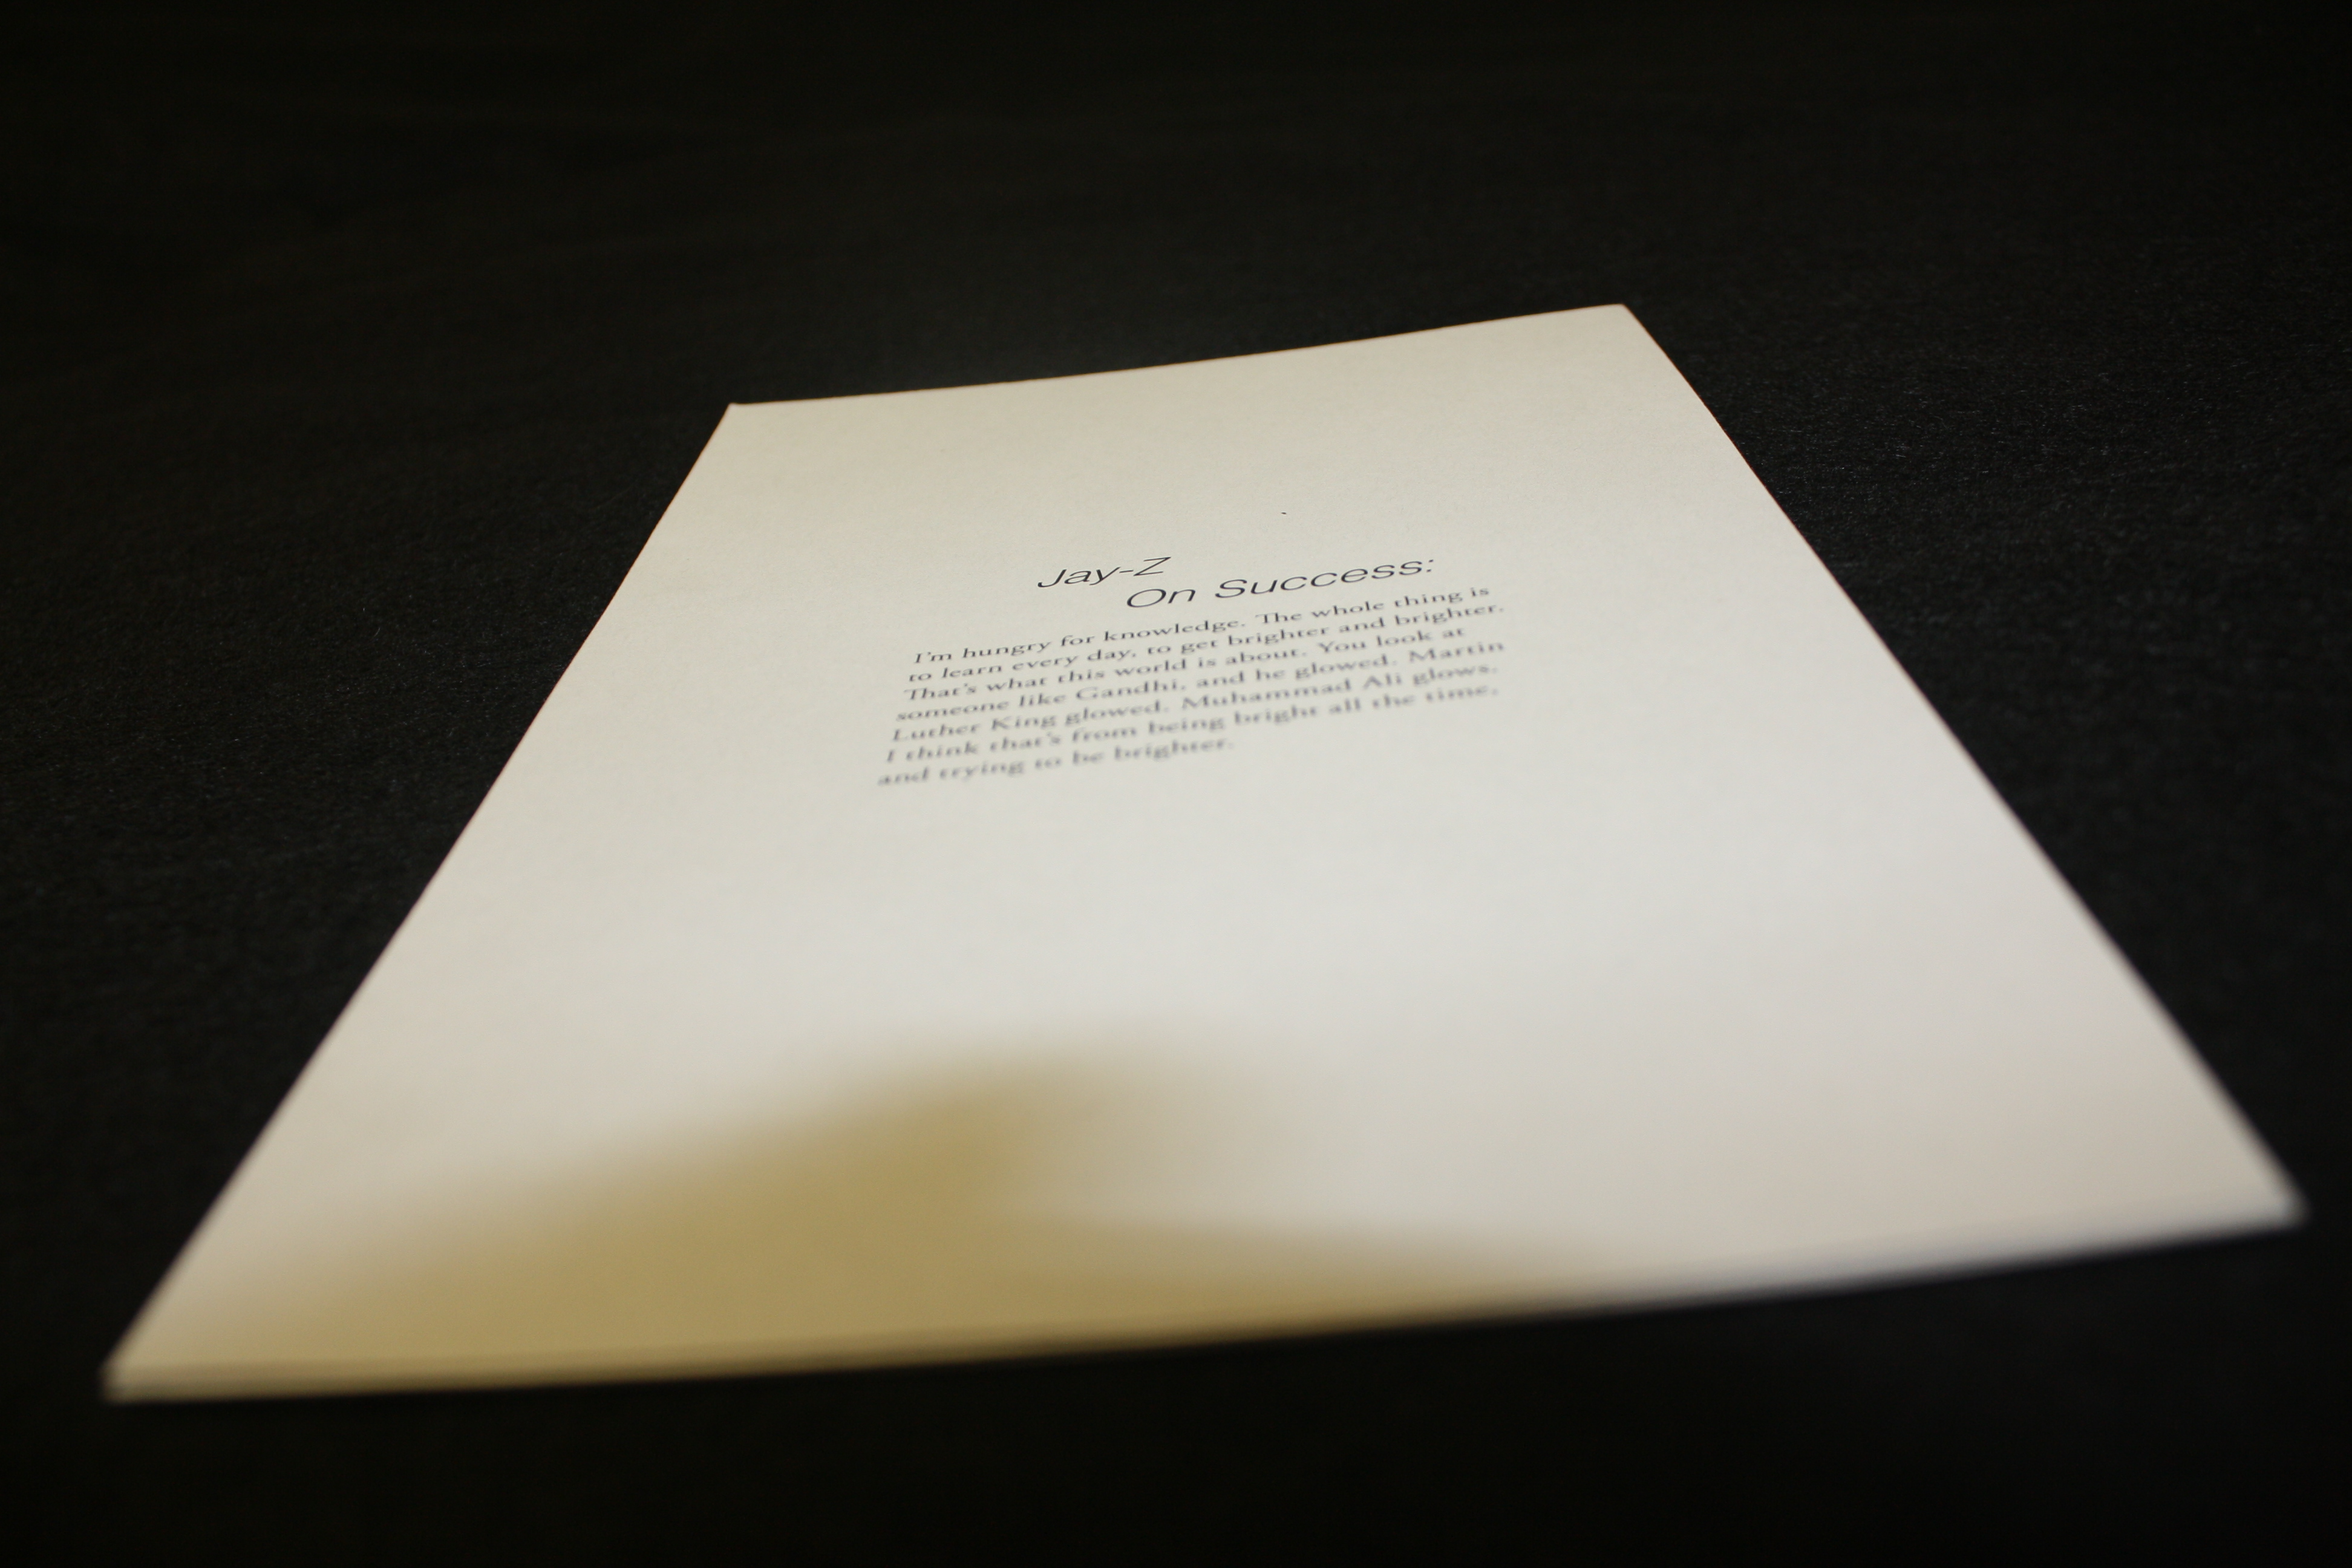 Jay-Z
On Success:
I'm hungry for knowledge. The whole thing is
to learn every day, to get brighter and brighter.
That's what this world is about. You look at
someone like Gandhi, and he glowed. Martin
Luther King glowed. Muhammad Ali glows.
I think that's from being bright all the time,
and trying to be brighter.